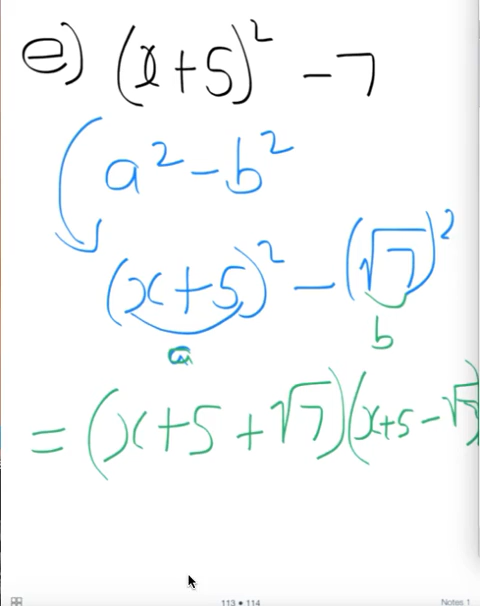 e) (x+5)² - 7
a² - b²
(x+5)² - (√7)²
a b
= (x+5+√7)(x+5-√7)
113 • 114 Notes 1